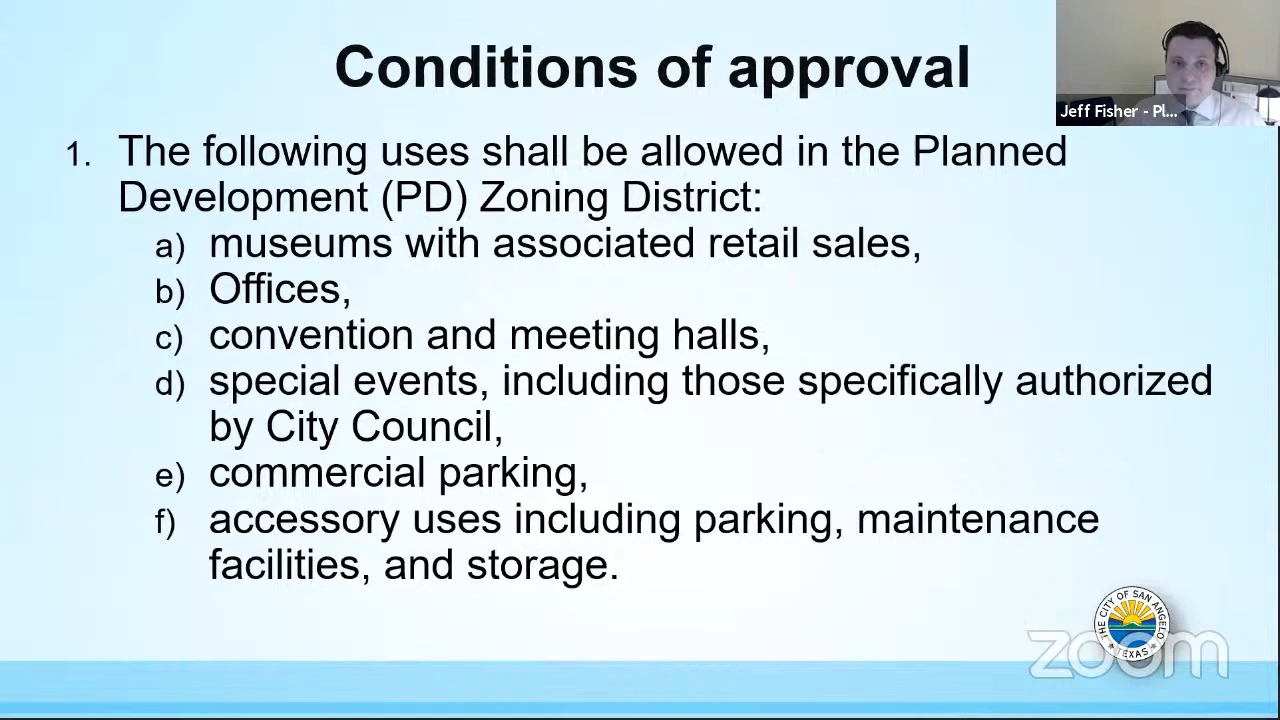 Conditions of approval
Jeff Fisher - Pl...
1. The following uses shall be allowed in the Planned
Development (PD) Zoning District:
a) museums with associated retail sales,
b) Offices,
c) convention and meeting halls,
d) special events, including those specifically authorized
by City Council,
e) commercial parking,
f) accessory uses including parking, maintenance
facilities, and storage.
THE CITY OF SAN ANGELO
TEXAS
zoom